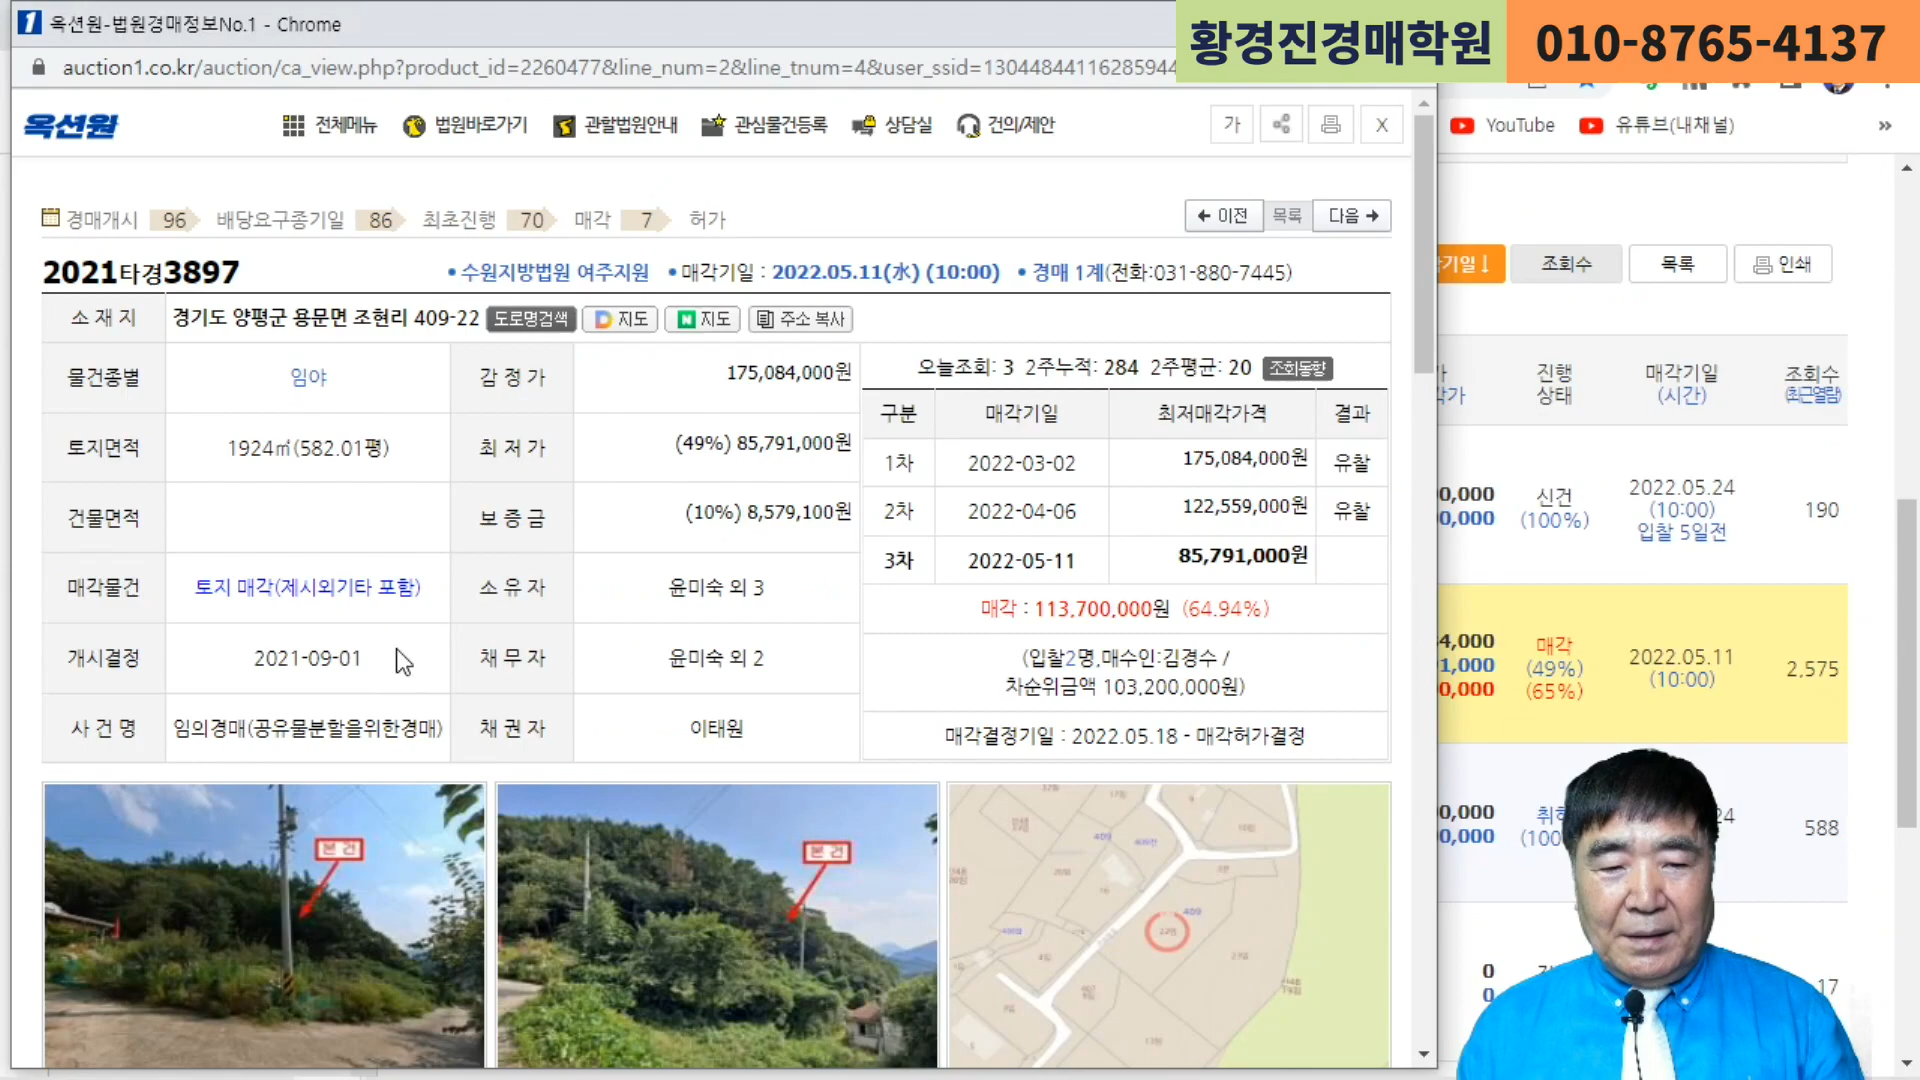 옥션원-법원경매정보No.1 - Chrome
황경진경매학원
010-8765-4137
auction1.co.kr/auction/ca_view.php?product_id=2260477&line_num=2&line_tnum=4&user_ssid=13044844116285944
옥션원
전체메뉴 법원바로가기 관할법원안내 관심물건등록 상담실 건의/제안
가 X
YouTube 유튜브(내채널) »
경매개시 96 배당요구종기일 86 최초진행 70 매각 7 허가
이전 목록 다음
2021타경3897 • 수원지방법원 여주지원 • 매각기일 : 2022.05.11(水) (10:00) • 경매 1계(전화:031-880-7445)
소 재 지 경기도 양평군 용문면 조현리 409-22 도로명검색 D 지도 N 지도 주소 복사
물건종별 임야 감 정 가 175,084,000원
토지면적 1924㎡(582.01평) 최 저 가 (49%) 85,791,000원
건물면적 보 증 금 (10%) 8,579,100원
매각물건 토지 매각(제시외기타 포함) 소 유 자 윤미숙 외 3
개시결정 2021-09-01 채 무 자 윤미숙 외 2
사 건 명 임의경매(공유물분할을위한경매) 채 권 자 이태원
오늘조회: 3 2주누적: 284 2주평균: 20 조회동향
구분 매각기일 최저매각가격 결과
1차 2022-03-02 175,084,000원 유찰
2차 2022-04-06 122,559,000원 유찰
3차 2022-05-11 85,791,000원
매각 : 113,700,000원 (64.94%)
(입찰2명,매수인:김경수 /
차순위금액 103,200,000원)
매각결정기일 : 2022.05.18 - 매각허가결정
본 건
본 건
409
409
기일↓ 조회수 목록 인쇄
진행
상태
매각기일
(시간)
조회수
(최근열람)
0,000
0,000
신건
(100%)
2022.05.24
(10:00)
입찰 5일전
190
4,000
1,000
0,000
매각
(49%)
(65%)
2022.05.11
(10:00)
2,575
0,000
0,000
(100
24
588
0
0
17